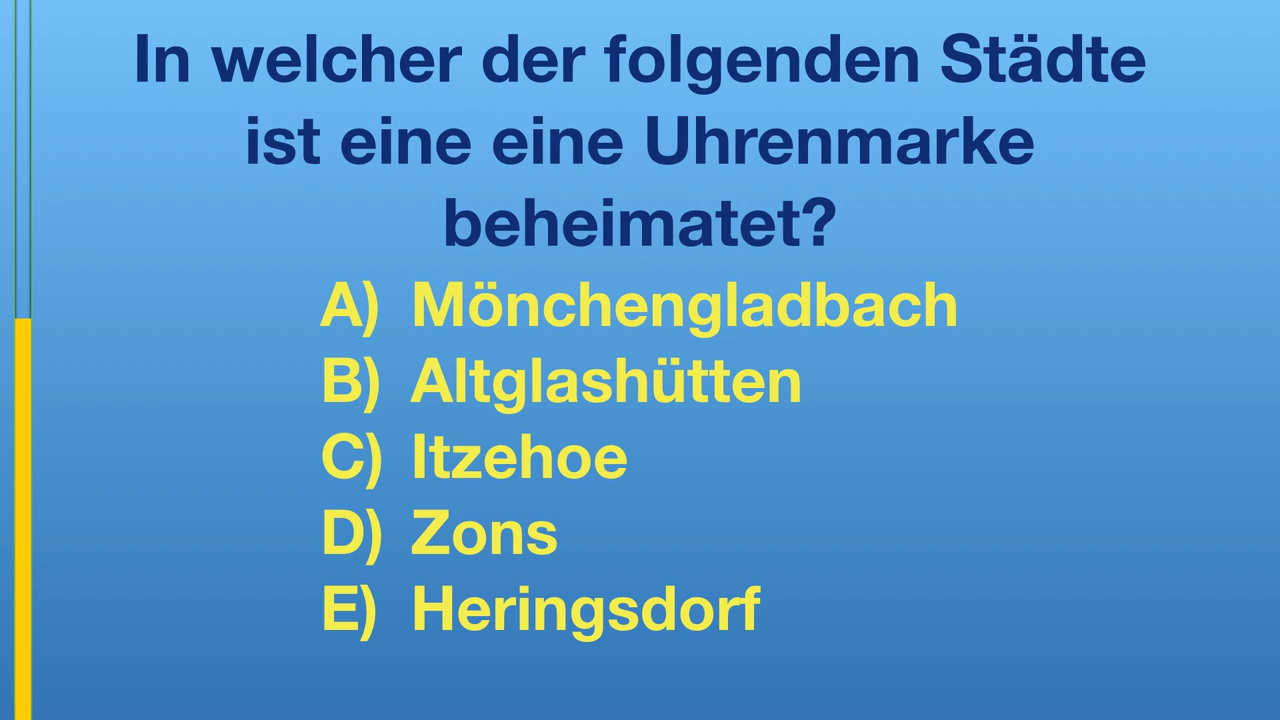 In welcher der folgenden Städte
ist eine eine Uhrenmarke
beheimatet?
A) Mönchengladbach
B) Altglashütten
C) Itzehoe
D) Zons
E) Heringsdorf